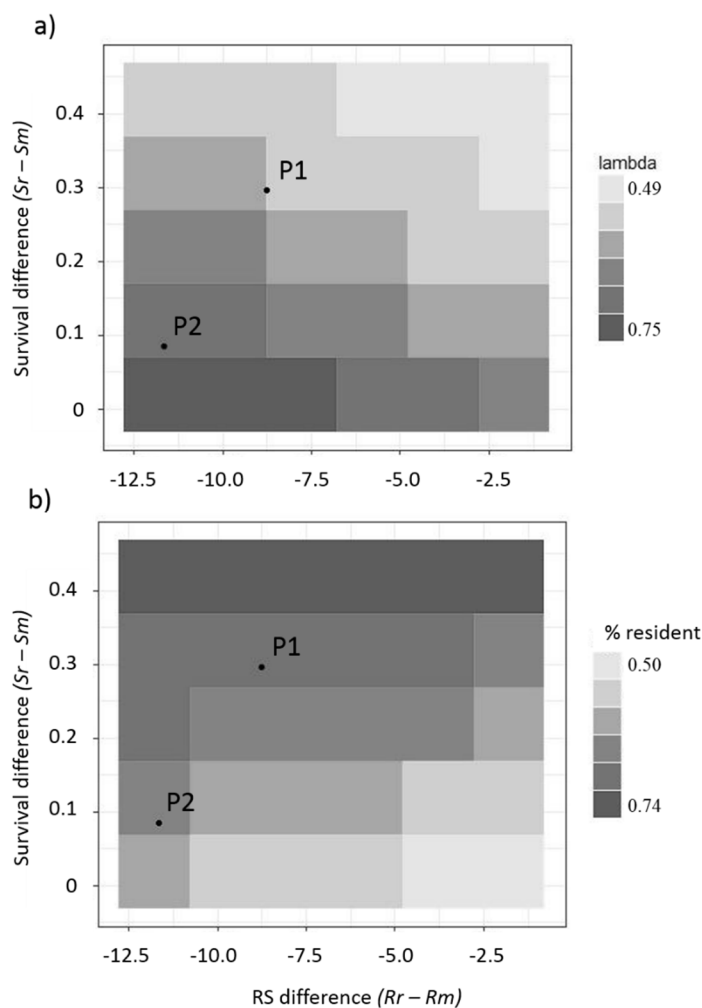 a)
Survival difference (Sr – Sm)
0.4
0.3
0.2
0.1
0
P1
P2
-12.5 -10.0 -7.5 -5.0 -2.5
lambda
0.49
0.75
b)
Survival difference (Sr – Sm)
0.4
0.3
0.2
0.1
0
P1
P2
-12.5 -10.0 -7.5 -5.0 -2.5
RS difference (Rr – Rm)
% resident
0.50
0.74